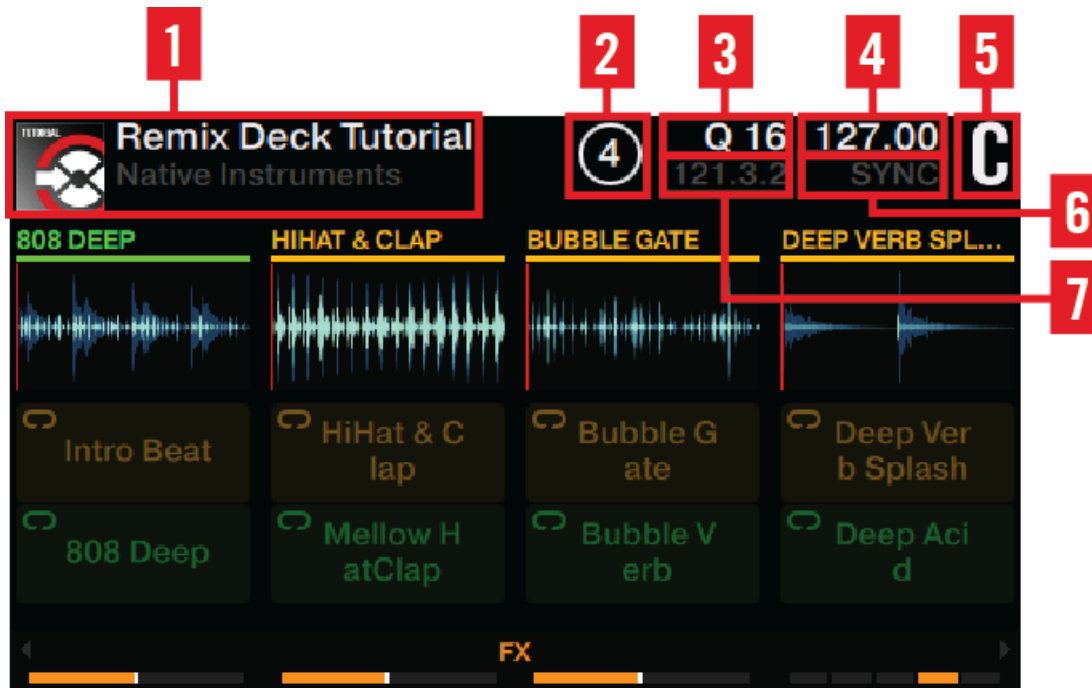 1
2
3
4
5
TUTORIAL
Remix Deck Tutorial
Native Instruments
4
Q 16
121.3.2
127.00
SYNC
C
6
7
808 DEEP
HIHAT & CLAP
BUBBLE GATE
DEEP VERB SPL...
Intro Beat
HiHat & C
lap
Bubble G
ate
Deep Ver
b Splash
808 Deep
Mellow H
atClap
Bubble V
erb
Deep Aci
d
FX